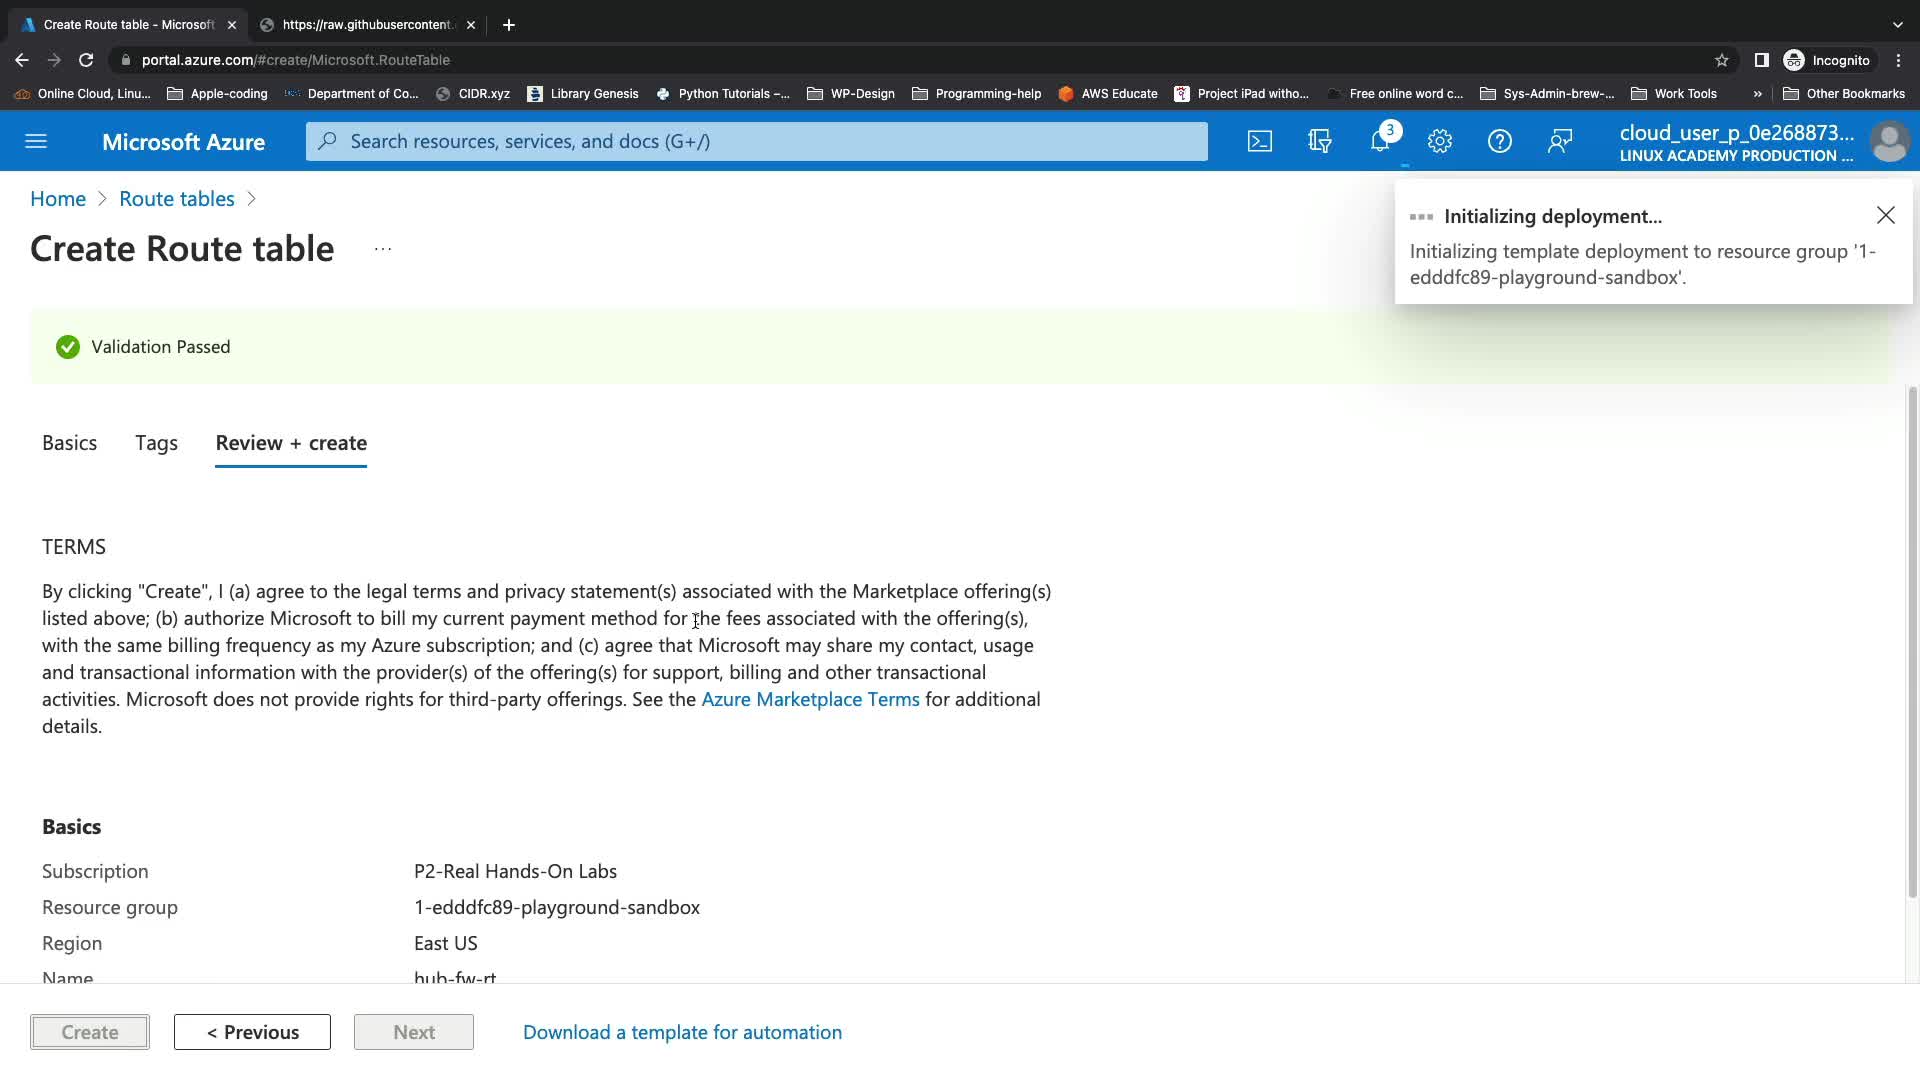 Create Route table - Microsoft
https://raw.githubusercontent.
portal.azure.com/#create/Microsoft.RouteTable
Incognito
Online Cloud, Linu...
Apple-coding
Department of Co...
CIDR.xyz
Library Genesis
Python Tutorials –...
WP-Design
Programming-help
AWS Educate
Project iPad witho...
Free online word c...
Sys-Admin-brew-...
Work Tools
»
Other Bookmarks
Microsoft Azure
Search resources, services, and docs (G+/)
3
cloud_user_p_0e268873...
LINUX ACADEMY PRODUCTION ...
Home > Route tables >
Create Route table ...
Initializing deployment...
Initializing template deployment to resource group '1-
edddfc89-playground-sandbox'.
Validation Passed
Basics
Tags
Review + create
TERMS
By clicking "Create", I (a) agree to the legal terms and privacy statement(s) associated with the Marketplace offering(s)
listed above; (b) authorize Microsoft to bill my current payment method for the fees associated with the offering(s),
with the same billing frequency as my Azure subscription; and (c) agree that Microsoft may share my contact, usage
and transactional information with the provider(s) of the offering(s) for support, billing and other transactional
activities. Microsoft does not provide rights for third-party offerings. See the Azure Marketplace Terms for additional
details.
Basics
Subscription P2-Real Hands-On Labs
Resource group 1-edddfc89-playground-sandbox
Region East US
Name hub-fw-rt
Create
< Previous
Next
Download a template for automation